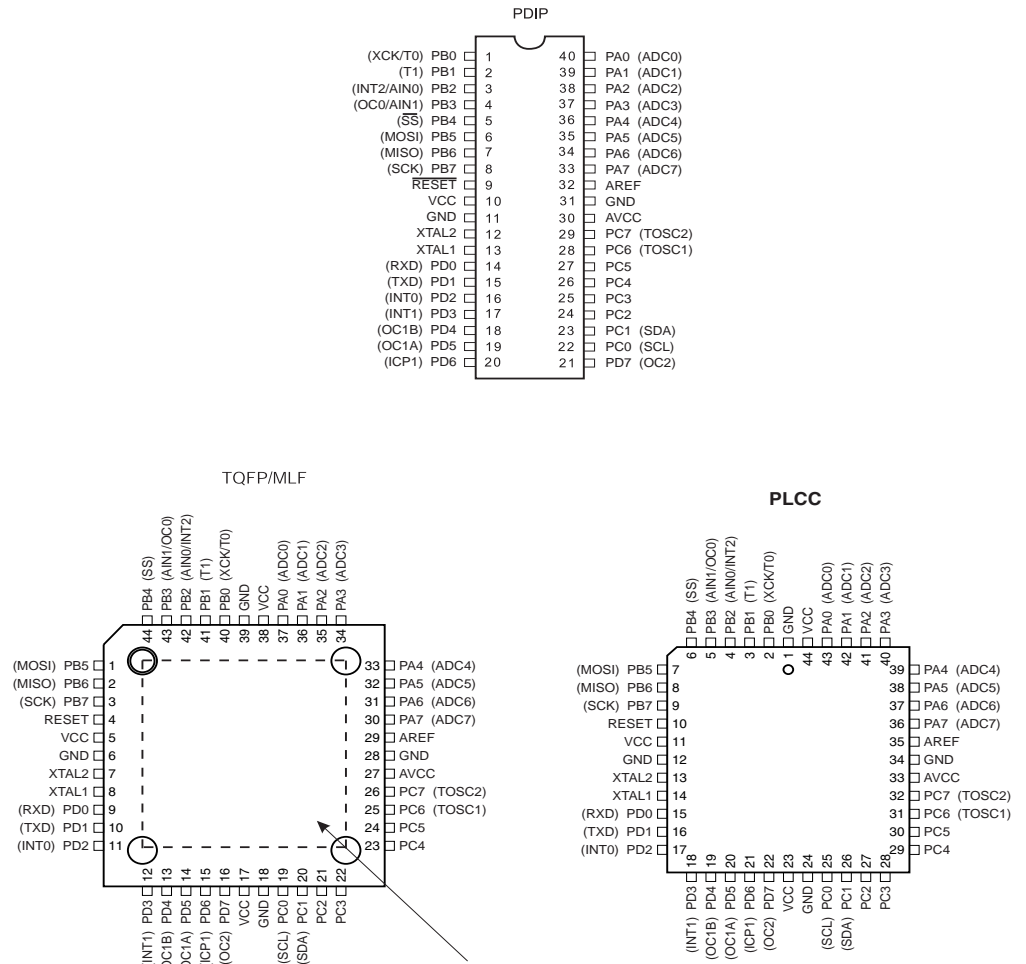 PDIP
(XCK/T0) PB0 1 40 PA0 (ADC0)
(T1) PB1 2 39 PA1 (ADC1)
(INT2/AIN0) PB2 3 38 PA2 (ADC2)
(OC0/AIN1) PB3 4 37 PA3 (ADC3)
(SS) PB4 5 36 PA4 (ADC4)
(MOSI) PB5 6 35 PA5 (ADC5)
(MISO) PB6 7 34 PA6 (ADC6)
(SCK) PB7 8 33 PA7 (ADC7)
RESET 9 32 AREF
VCC 10 31 GND
GND 11 30 AVCC
XTAL2 12 29 PC7 (TOSC2)
XTAL1 13 28 PC6 (TOSC1)
(RXD) PD0 14 27 PC5
(TXD) PD1 15 26 PC4
(INT0) PD2 16 25 PC3
(INT1) PD3 17 24 PC2
(OC1B) PD4 18 23 PC1 (SDA)
(OC1A) PD5 19 22 PC0 (SCL)
(ICP1) PD6 20 21 PD7 (OC2)
TQFP/MLF
PB4 (SS)
PB3 (AIN1/OC0)
PB2 (AIN0/INT2)
PB1 (T1)
PB0 (XCK/T0)
GND
VCC
PA0 (ADC0)
PA1 (ADC1)
PA2 (ADC2)
PA3 (ADC3)
44 43 42 41 40 39 38 37 36 35 34
(MOSI) PB5 1 33 PA4 (ADC4)
(MISO) PB6 2 32 PA5 (ADC5)
(SCK) PB7 3 31 PA6 (ADC6)
RESET 4 30 PA7 (ADC7)
VCC 5 29 AREF
GND 6 28 GND
XTAL2 7 27 AVCC
XTAL1 8 26 PC7 (TOSC2)
(RXD) PD0 9 25 PC6 (TOSC1)
(TXD) PD1 10 24 PC5
(INT0) PD2 11 23 PC4
12 13 14 15 16 17 18 19 20 21 22
(INT1) PD3
(OC1B) PD4
(OC1A) PD5
(ICP1) PD6
(OC2) PD7
VCC
GND
(SCL) PC0
(SDA) PC1
PC2
PC3
PLCC
PB4 (SS)
PB3 (AIN1/OC0)
PB2 (AIN0/INT2)
PB1 (T1)
PB0 (XCK/T0)
GND
VCC
PA0 (ADC0)
PA1 (ADC1)
PA2 (ADC2)
PA3 (ADC3)
6 5 4 3 2 1 44 43 42 41 40
(MOSI) PB5 7 39 PA4 (ADC4)
(MISO) PB6 8 38 PA5 (ADC5)
(SCK) PB7 9 37 PA6 (ADC6)
RESET 10 36 PA7 (ADC7)
VCC 11 35 AREF
GND 12 34 GND
XTAL2 13 33 AVCC
XTAL1 14 32 PC7 (TOSC2)
(RXD) PD0 15 31 PC6 (TOSC1)
(TXD) PD1 16 30 PC5
(INT0) PD2 17 29 PC4
18 19 20 21 22 23 24 25 26 27 28
(INT1) PD3
(OC1B) PD4
(OC1A) PD5
(ICP1) PD6
(OC2) PD7
VCC
GND
(SCL) PC0
(SDA) PC1
PC2
PC3